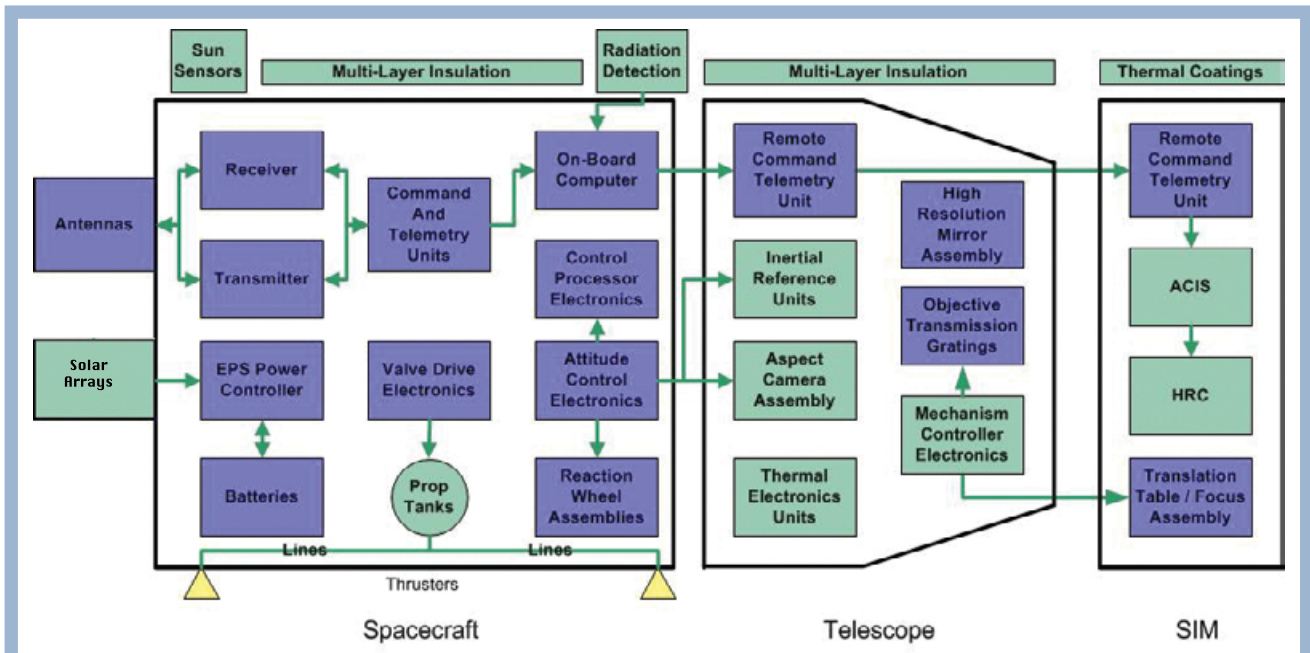 Sun
Sensors
Multi-Layer Insulation
Radiation
Detection
Multi-Layer Insulation
Thermal Coatings
Antennas
Receiver
Transmitter
Command
And
Telemetry
Units
On-Board
Computer
Control
Processor
Electronics
Solar
Arrays
EPS Power
Controller
Valve Drive
Electronics
Attitude
Control
Electronics
Batteries
Prop
Tanks
Reaction
Wheel
Assemblies
Lines
Lines
Thrusters
Spacecraft
Remote
Command
Telemetry
Unit
High
Resolution
Mirror
Assembly
Inertial
Reference
Units
Objective
Transmission
Gratings
Aspect
Camera
Assembly
Mechanism
Controller
Electronics
Thermal
Electronics
Units
Telescope
Remote
Command
Telemetry
Unit
ACIS
HRC
Translation
Table / Focus
Assembly
SIM